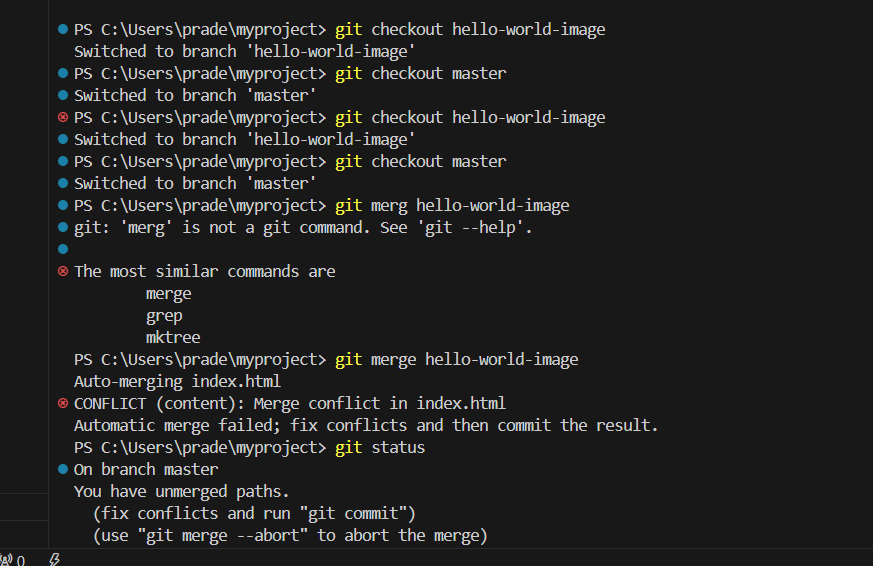 PS C:\Users\prade\myproject> git checkout hello-world-image
Switched to branch 'hello-world-image'
PS C:\Users\prade\myproject> git checkout master
Switched to branch 'master'
PS C:\Users\prade\myproject> git checkout hello-world-image
Switched to branch 'hello-world-image'
PS C:\Users\prade\myproject> git checkout master
Switched to branch 'master'
PS C:\Users\prade\myproject> git merg hello-world-image
git: 'merg' is not a git command. See 'git --help'.
The most similar commands are
merge
grep
mktree
PS C:\Users\prade\myproject> git merge hello-world-image
Auto-merging index.html
CONFLICT (content): Merge conflict in index.html
Automatic merge failed; fix conflicts and then commit the result.
PS C:\Users\prade\myproject> git status
On branch master
You have unmerged paths.
(fix conflicts and run "git commit")
(use "git merge --abort" to abort the merge)
0